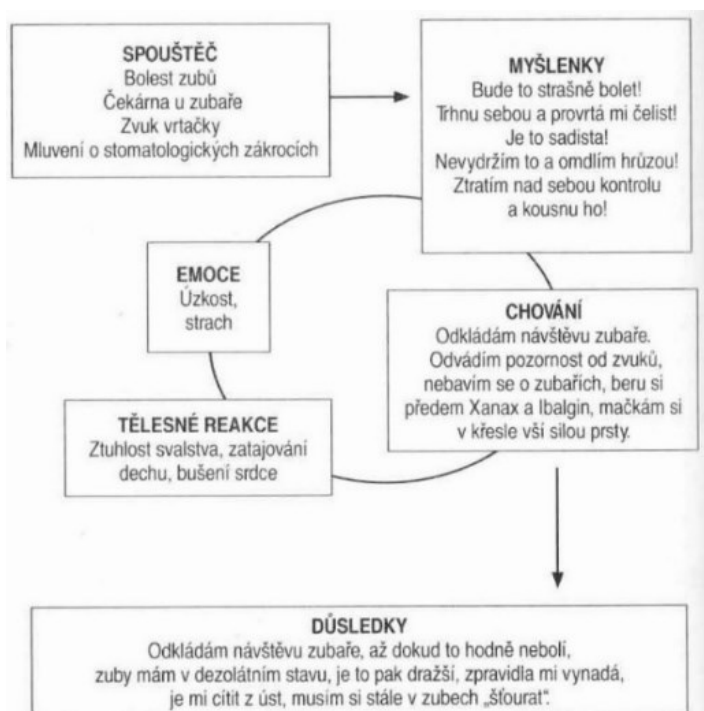 SPOUŠTĚČ
Bolest zubů
Čekárna u zubaře
Zvuk vrtačky
Mluvení o stomatologických zákrocích
MYŠLENKY
Bude to strašně bolet!
Trhnu sebou a provrtá mi čelist!
Je to sadista!
Nevydržím to a omdlím hrůzou!
Ztratím nad sebou kontrolu
a kousnu ho!
EMOCE
Úzkost,
strach
CHOVÁNÍ
Odkládám návštěvu zubaře.
Odvádím pozornost od zvuků,
nebavím se o zubařích, beru si
předem Xanax a Ibalgin, mačkám si
v křesle vší silou prsty.
TĚLESNÉ REAKCE
Ztuhlost svalstva, zatajování
dechu, bušení srdce
DŮSLEDKY
Odkládám návštěvu zubaře, až dokud to hodně nebolí,
zuby mám v dezolátním stavu, je to pak dražší, zpravidla mi vynadá,
je mi cítit z úst, musím si stále v zubech „šťourat“.